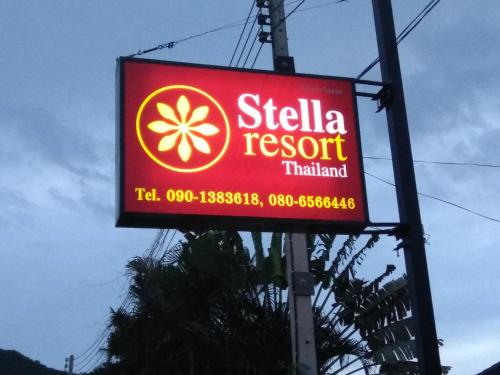 Stella
resort
Thailand
Tel. 090-1383618, 080-6566446